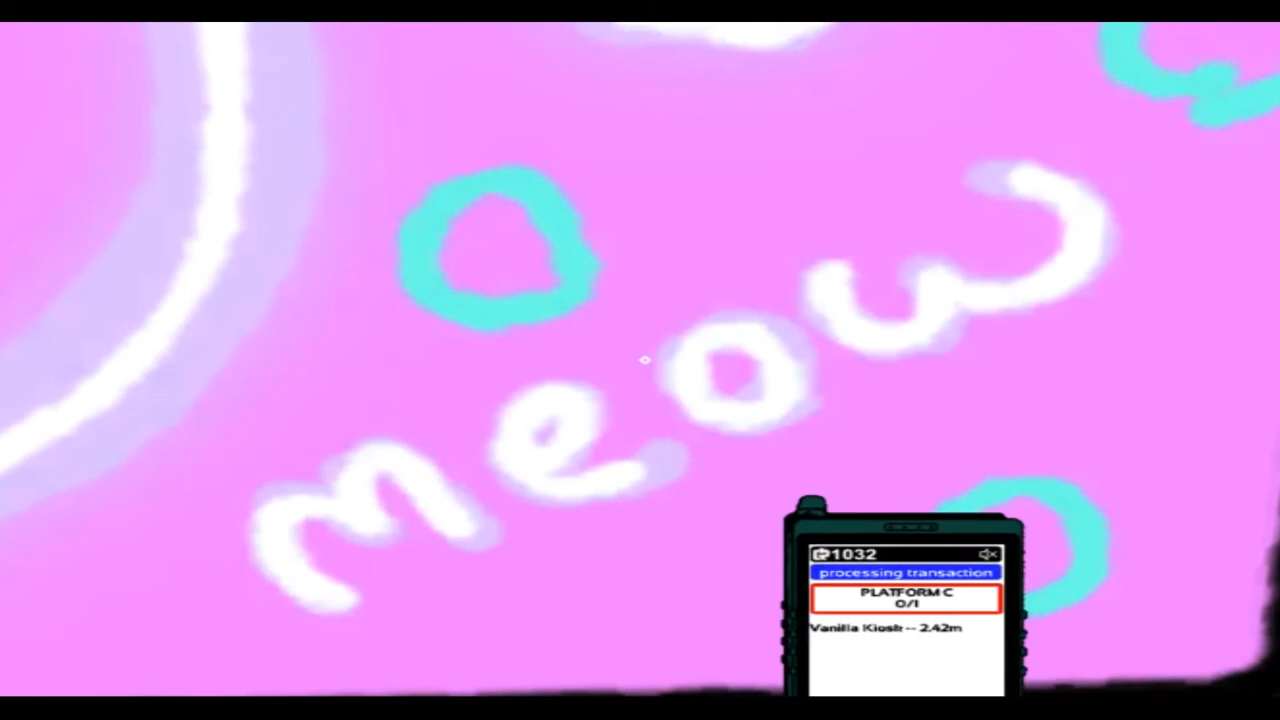 meow
1032
processing transaction
PLATFORM C
0/1
Vanilla Kiosk -- 2.42m